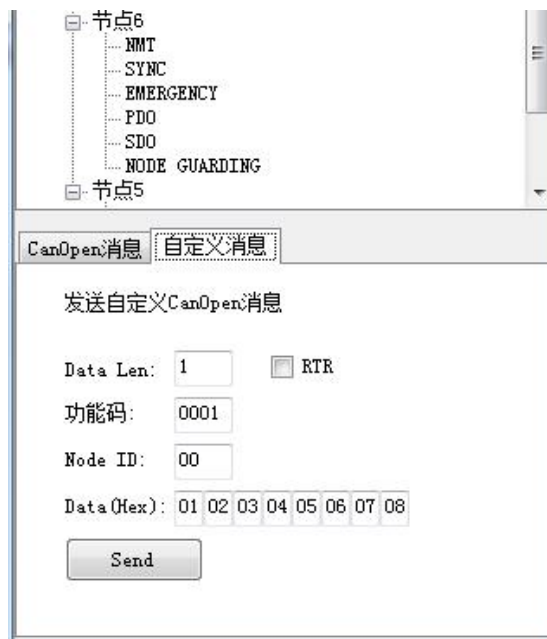 节点6
NMT
SYNC
EMERGENCY
PDO
SDO
NODE GUARDING
节点5
CanOpen消息 自定义消息
发送自定义CanOpen消息
Data Len: 1 RTR
功能码: 0001
Node ID: 00
Data(Hex): 01 02 03 04 05 06 07 08
Send